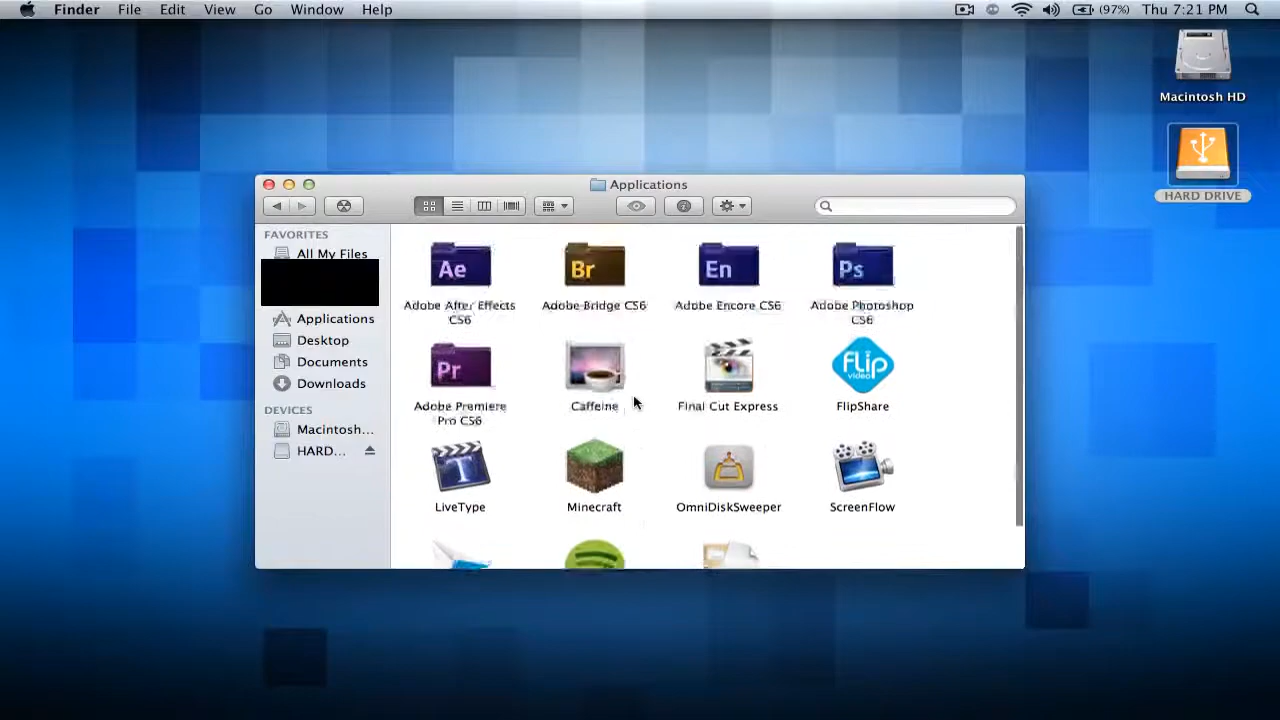 Finder File Edit View Go Window Help
(97%) Thu 7:21 PM
Macintosh HD
HARD DRIVE
Applications
FAVORITES
All My Files
Applications
Desktop
Documents
Downloads
DEVICES
Macintosh...
HARD...
Ae
Br
En
Ps
Adobe After Effects
CS6
Adobe Bridge CS6
Adobe Encore CS6
Adobe Photoshop
CS6
Pr
flip
video
Adobe Premiere
Pro CS6
Caffeine
Final Cut Express
FlipShare
T
LiveType
Minecraft
OmniDiskSweeper
ScreenFlow